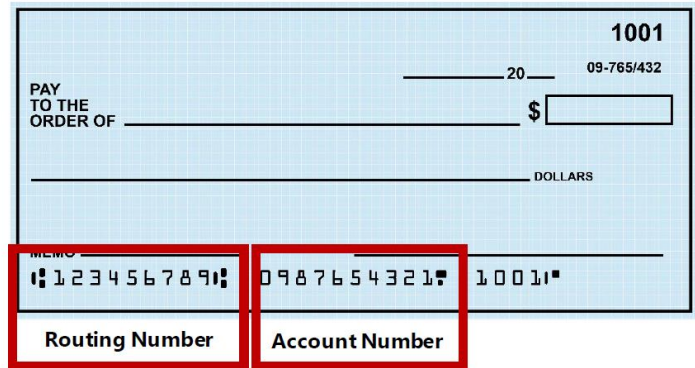 1001
20 09-765/432
PAY
TO THE
ORDER OF $
DOLLARS
MEMO
⑆123456789⑆ 0987654321⑈ 1001⑈
Routing Number Account Number